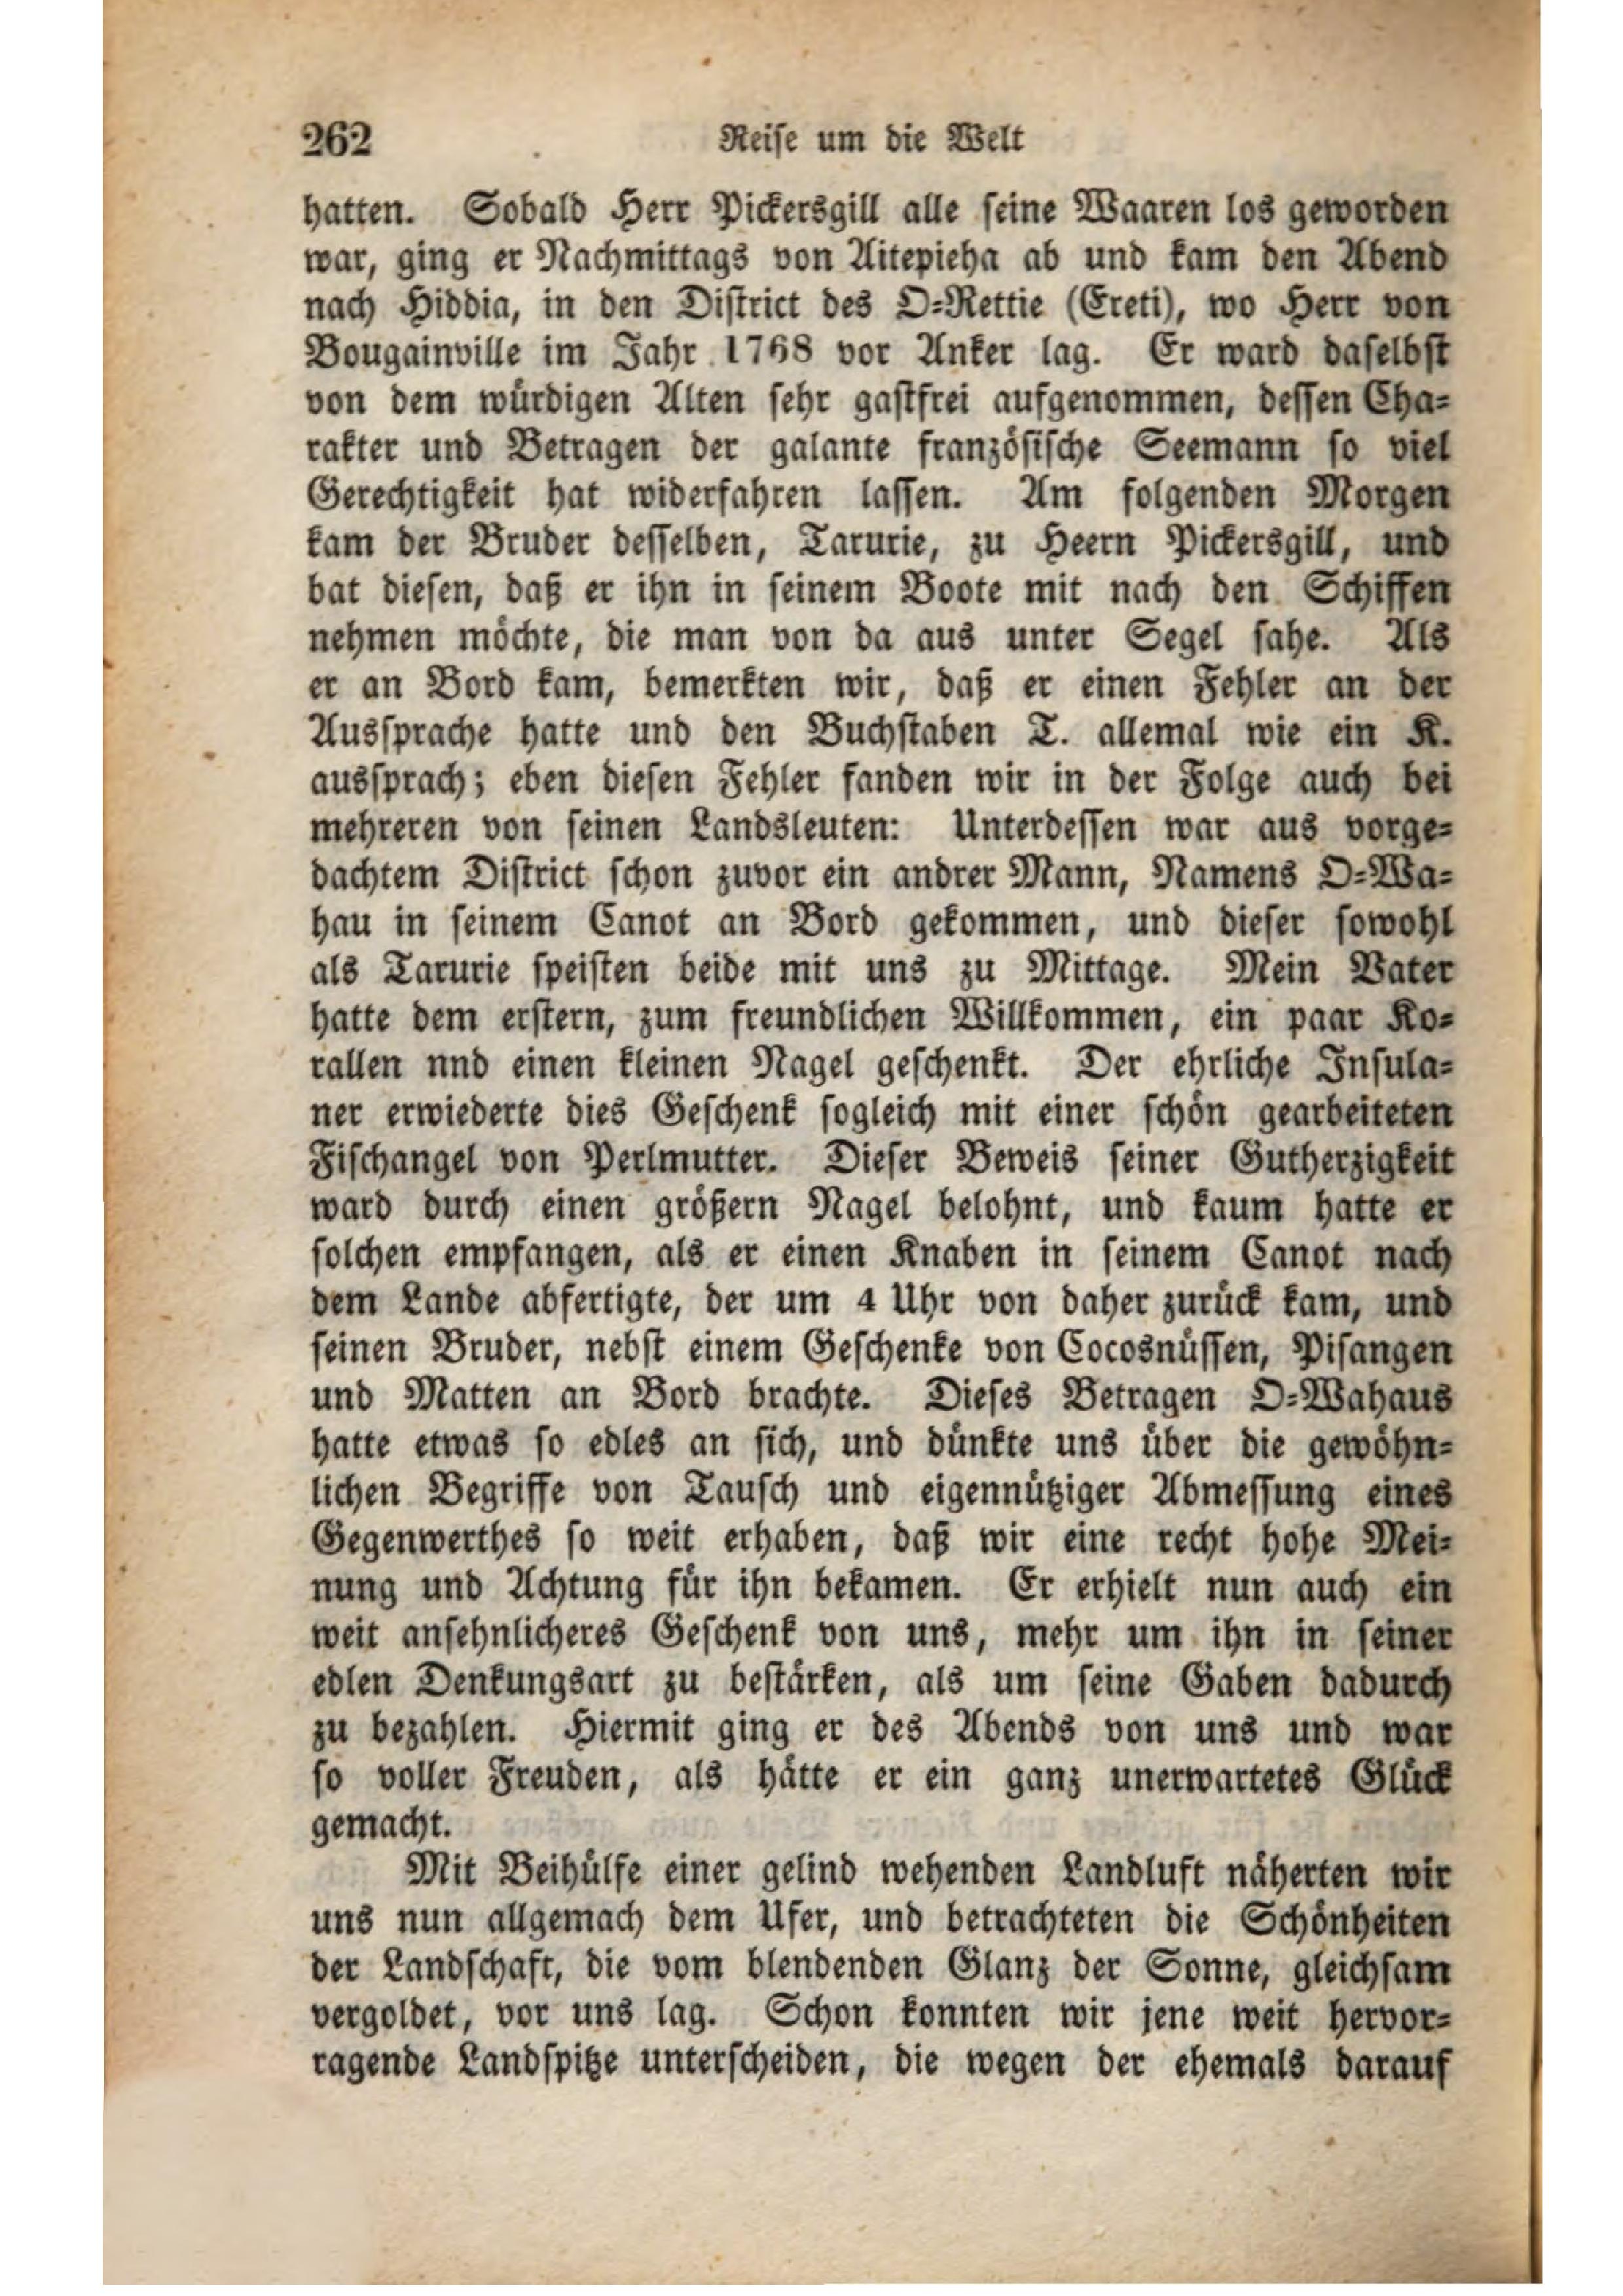 262 Reise um die Welt
hatten. Sobald Herr Pickersgill alle seine Waaren los geworden
war, ging er Nachmittags von Aitepieha ab und kam den Abend
nach Hiddia, in den District des O-Rettie (Ereti), wo Herr von
Bougainville im Jahr 1768 vor Anker lag. Er ward daselbst
von dem würdigen Alten sehr gastfrei aufgenommen, dessen Cha-
rakter und Betragen der galante französische Seemann so viel
Gerechtigkeit hat widerfahren lassen. Am folgenden Morgen
kam der Bruder desselben, Tarurie, zu Heern Pickersgill, und
bat diesen, daß er ihn in seinem Boote mit nach den Schiffen
nehmen möchte, die man von da aus unter Segel sahe. Als
er an Bord kam, bemerkten wir, daß er einen Fehler an der
Aussprache hatte und den Buchstaben T. allemal wie ein K.
aussprach; eben diesen Fehler fanden wir in der Folge auch bei
mehreren von seinen Landsleuten: Unterdessen war aus vorge-
dachtem District schon zuvor ein andrer Mann, Namens O-Wa-
hau in seinem Canot an Bord gekommen, und dieser sowohl
als Tarurie speisten beide mit uns zu Mittage. Mein Vater
hatte dem erstern, zum freundlichen Willkommen, ein paar Ko-
rallen nnd einen kleinen Nagel geschenkt. Der ehrliche Insula-
ner erwiederte dies Geschenk sogleich mit einer schön gearbeiteten
Fischangel von Perlmutter. Dieser Beweis seiner Gutherzigkeit
ward durch einen größern Nagel belohnt, und kaum hatte er
solchen empfangen, als er einen Knaben in seinem Canot nach
dem Lande abfertigte, der um 4 Uhr von daher zurück kam, und
seinen Bruder, nebst einem Geschenke von Cocosnüssen, Pisangen
und Matten an Bord brachte. Dieses Betragen O-Wahaus
hatte etwas so edles an sich, und dünkte uns über die gewöhn-
lichen Begriffe von Tausch und eigennütziger Abmessung eines
Gegenwerthes so weit erhaben, daß wir eine recht hohe Mei-
nung und Achtung für ihn bekamen. Er erhielt nun auch ein
weit ansehnlicheres Geschenk von uns, mehr um ihn in seiner
edlen Denkungsart zu bestärken, als um seine Gaben dadurch
zu bezahlen. Hiermit ging er des Abends von uns und war
so voller Freuden, als hätte er ein ganz unerwartetes Glück
gemacht.
Mit Beihülfe einer gelind wehenden Landluft näherten wir
uns nun allgemach dem Ufer, und betrachteten die Schönheiten
der Landschaft, die vom blendenden Glanz der Sonne, gleichsam
vergoldet, vor uns lag. Schon konnten wir jene weit hervor-
ragende Landspitze unterscheiden, die wegen der ehemals darauf